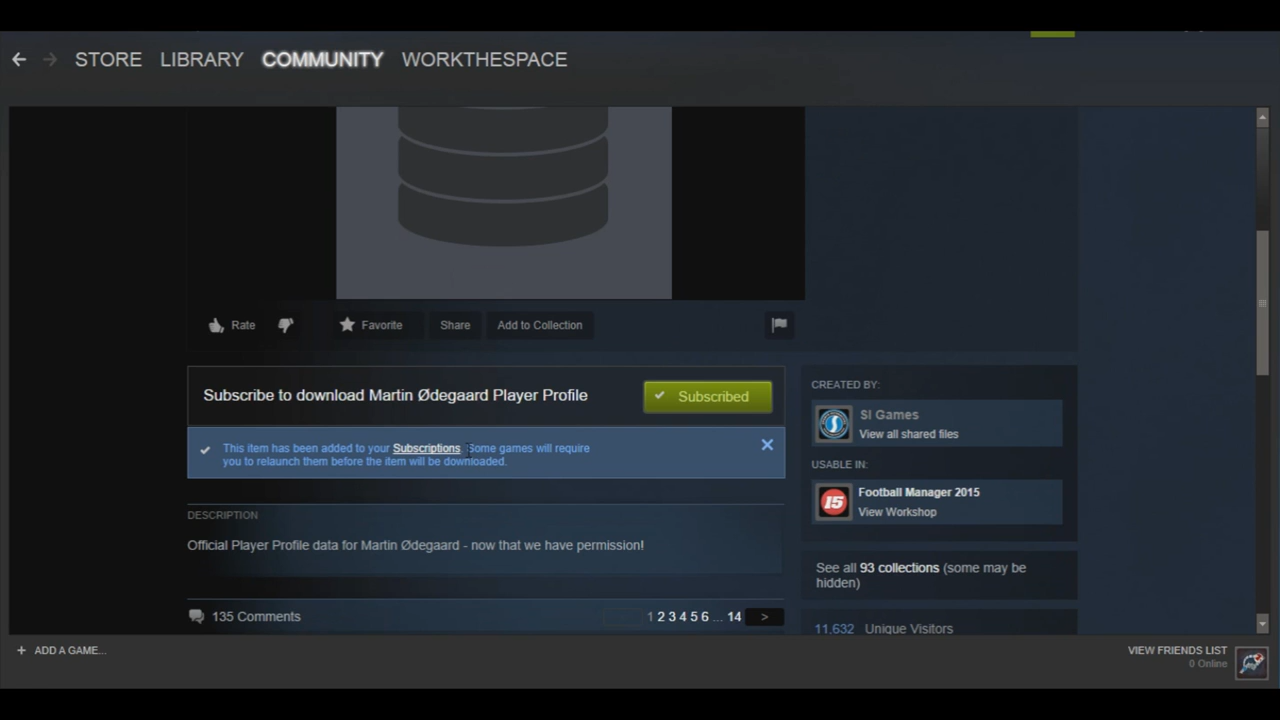 STORE LIBRARY COMMUNITY WORKTHESPACE
Rate Favorite Share Add to Collection
Subscribe to download Martin Ødegaard Player Profile Subscribed
This item has been added to your Subscriptions. Some games will require
you to relaunch them before the item will be downloaded.
DESCRIPTION
Official Player Profile data for Martin Ødegaard - now that we have permission!
135 Comments 1 2 3 4 5 6 ... 14 >
CREATED BY:
SI Games
View all shared files
USABLE IN:
15
Football Manager 2015
View Workshop
See all 93 collections (some may be
hidden)
11,632 Unique Visitors
+ ADD A GAME...
VIEW FRIENDS LIST
0 Online